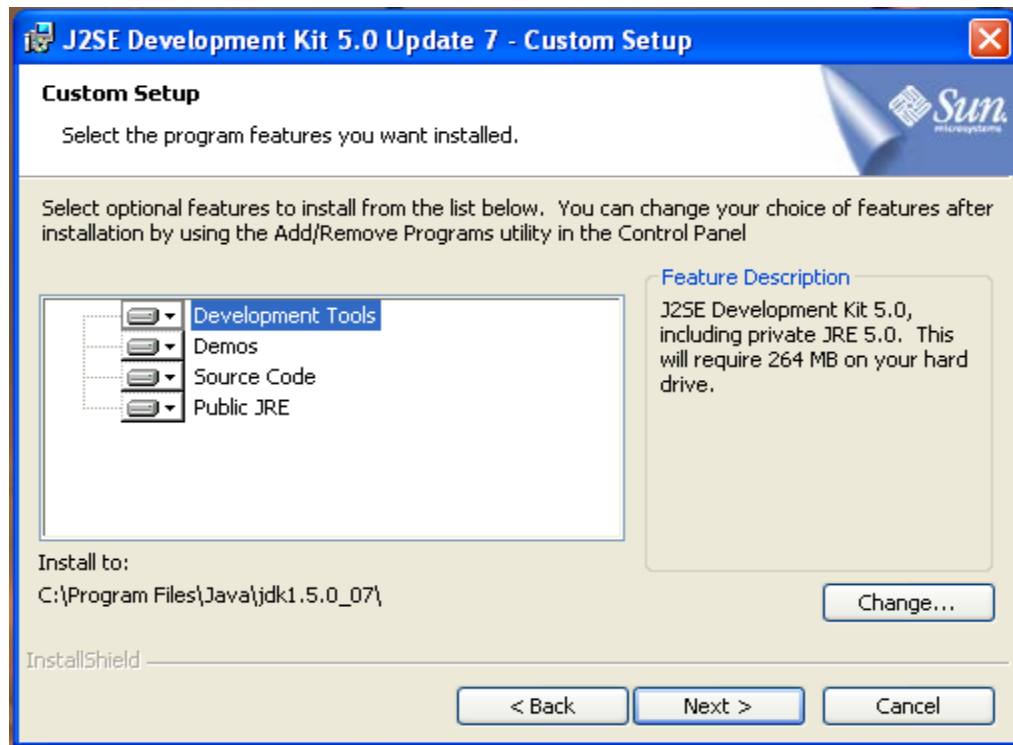 J2SE Development Kit 5.0 Update 7 - Custom Setup
Custom Setup
Select the program features you want installed.
Sun
microsystems
Select optional features to install from the list below.  You can change your choice of features after
installation by using the Add/Remove Programs utility in the Control Panel
Development Tools
Demos
Source Code
Public JRE
Feature Description
J2SE Development Kit 5.0,
including private JRE 5.0.  This
will require 264 MB on your hard
drive.
Install to:
C:\Program Files\Java\jdk1.5.0_07\
Change...
InstallShield
< Back
Next >
Cancel